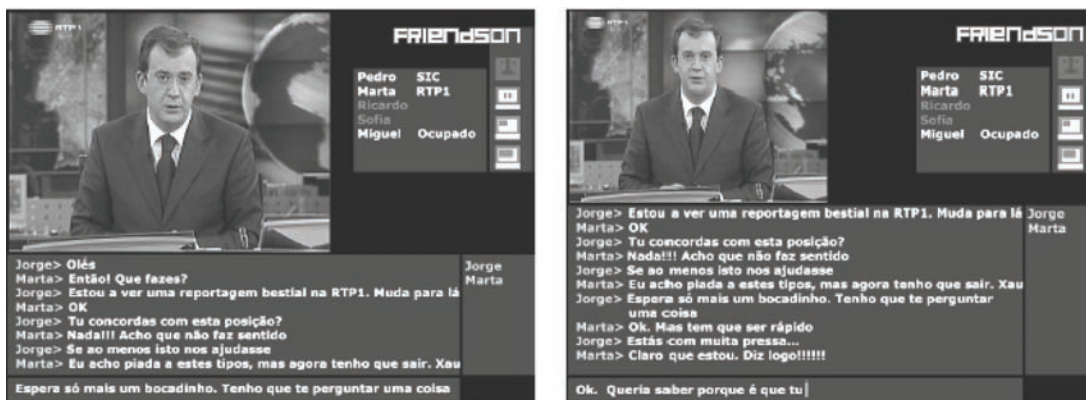 RTP1
FRIENDSON
Pedro SIC
Marta RTP1
Ricardo
Sofia
Miguel Ocupado
Jorge> Olés
Marta> Então! Que fazes?
Jorge> Estou a ver uma reportagem bestial na RTP1. Muda para lá
Marta> OK
Jorge> Tu concordas com esta posição?
Marta> Nada!!! Acho que não faz sentido
Jorge> Se ao menos isto nos ajudasse
Marta> Eu acho piada a estes tipos, mas agora tenho que sair. Xau
Jorge
Marta
Espera só mais um bocadinho. Tenho que te perguntar uma coisa
RTP1
FRIENDSON
Pedro SIC
Marta RTP1
Ricardo
Sofia
Miguel Ocupado
Jorge> Estou a ver uma reportagem bestial na RTP1. Muda para lá
Marta> OK
Jorge> Tu concordas com esta posição?
Marta> Nada!!! Acho que não faz sentido
Jorge> Se ao menos isto nos ajudasse
Marta> Eu acho piada a estes tipos, mas agora tenho que sair. Xau
Jorge> Espera só mais um bocadinho. Tenho que te perguntar
uma coisa
Marta> Ok. Mas tem que ser rápido
Jorge> Estás com muita pressa...
Marta> Claro que estou. Diz logo!!!!!!
Jorge
Marta
Ok. Queria saber porque é que tu